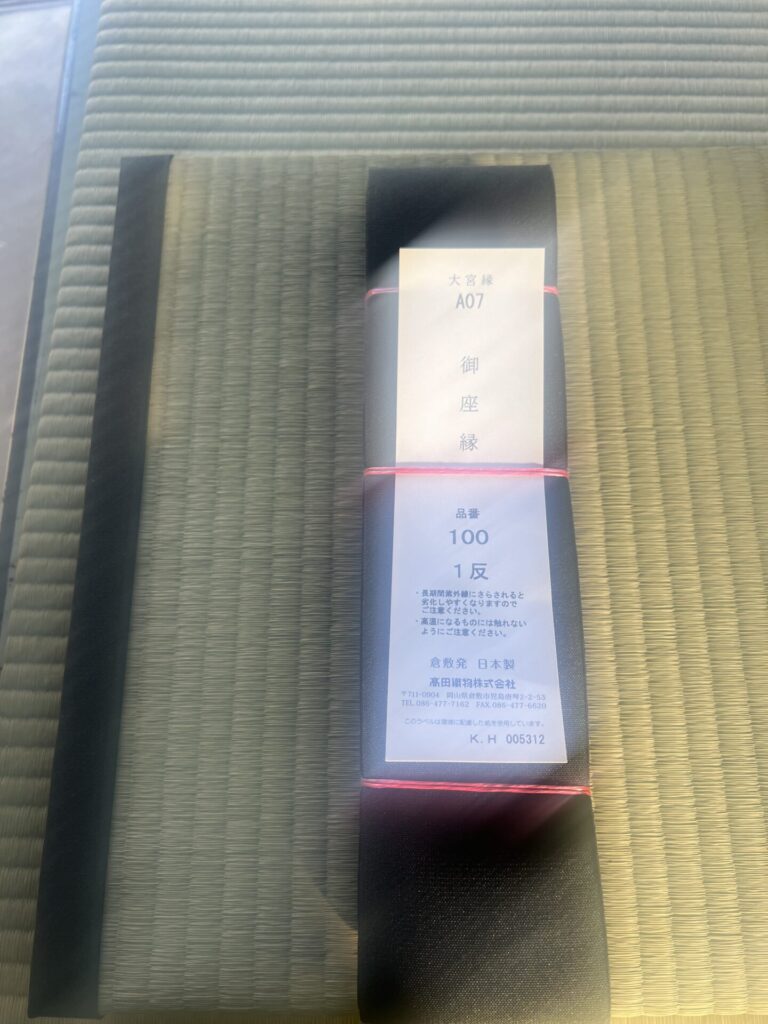 大宮縁
A07
御座縁
品番
100
1反
・長期間紫外線にさらされると
劣化しやすくなりますので
ご注意ください。
・高温になるものには触れない
ようにご注意ください。
倉敷発 日本製
髙田織物株式会社
〒711-0904 岡山県倉敷市児島唐琴2-2-53
TEL.086-477-7162 FAX.086-477-6620
このラベルは環境に配慮した紙を使用しています。
K.H 005312